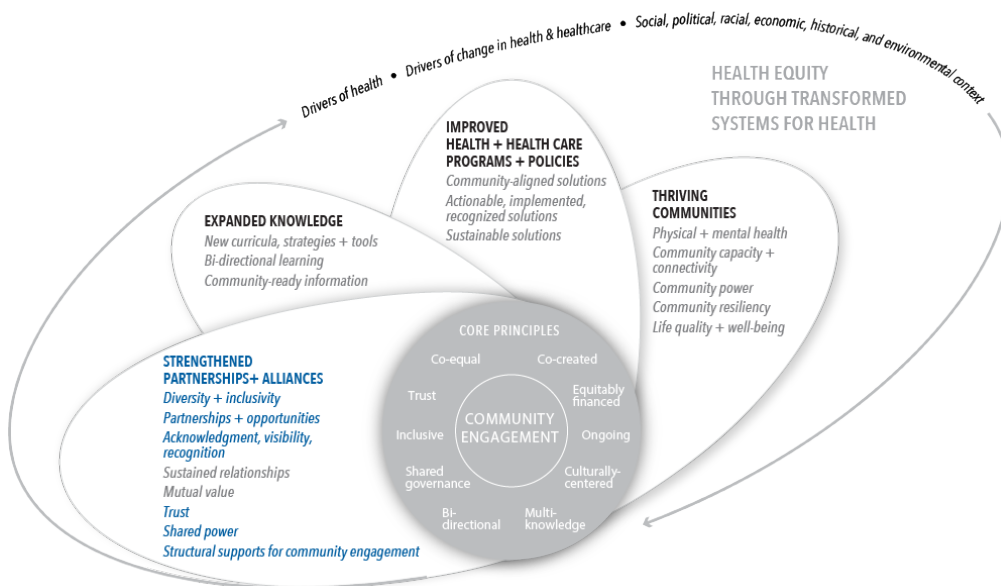 Drivers of health • Drivers of change in health & healthcare • Social, political, racial, economic, historical, and environmental context
HEALTH EQUITY
THROUGH TRANSFORMED
SYSTEMS FOR HEALTH
IMPROVED
HEALTH + HEALTH CARE
PROGRAMS + POLICIES
Community-aligned solutions
Actionable, implemented,
recognized solutions
Sustainable solutions
THRIVING
COMMUNITIES
Physical + mental health
Community capacity +
connectivity
Community power
Community resiliency
Life quality + well-being
EXPANDED KNOWLEDGE
New curricula, strategies + tools
Bi-directional learning
Community-ready information
STRENGTHENED
PARTNERSHIPS+ ALLIANCES
Diversity + inclusivity
Partnerships + opportunities
Acknowledgment, visibility,
recognition
Sustained relationships
Mutual value
Trust
Shared power
Structural supports for community engagement
CORE PRINCIPLES
Co-equal
Co-created
Trust
Equitably
financed
Inclusive
COMMUNITY
ENGAGEMENT
Ongoing
Shared
governance
Culturally-
centered
Bi-
directional
Multi-
knowledge